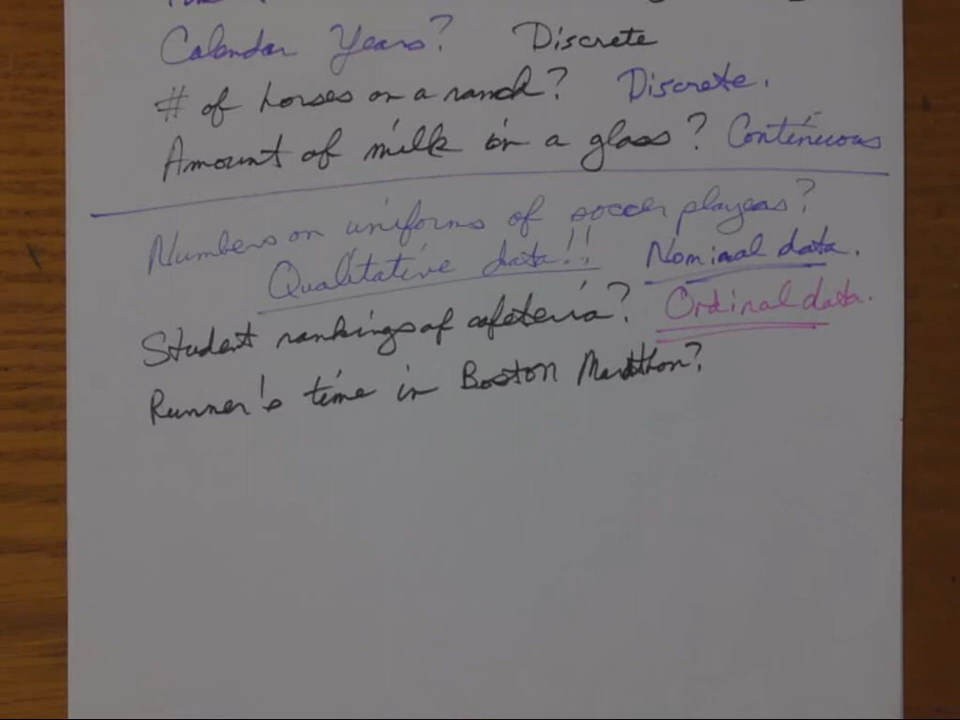 Calendar Years? Discrete
# of horses on a ranch? Discrete.
Amount of milk in a glass? Continuous
Numbers on uniforms of soccer players?
Qualitative data!! Nominal data.
Student rankings of cafeteria? Ordinal data.
Runner's time in Boston Marathon?